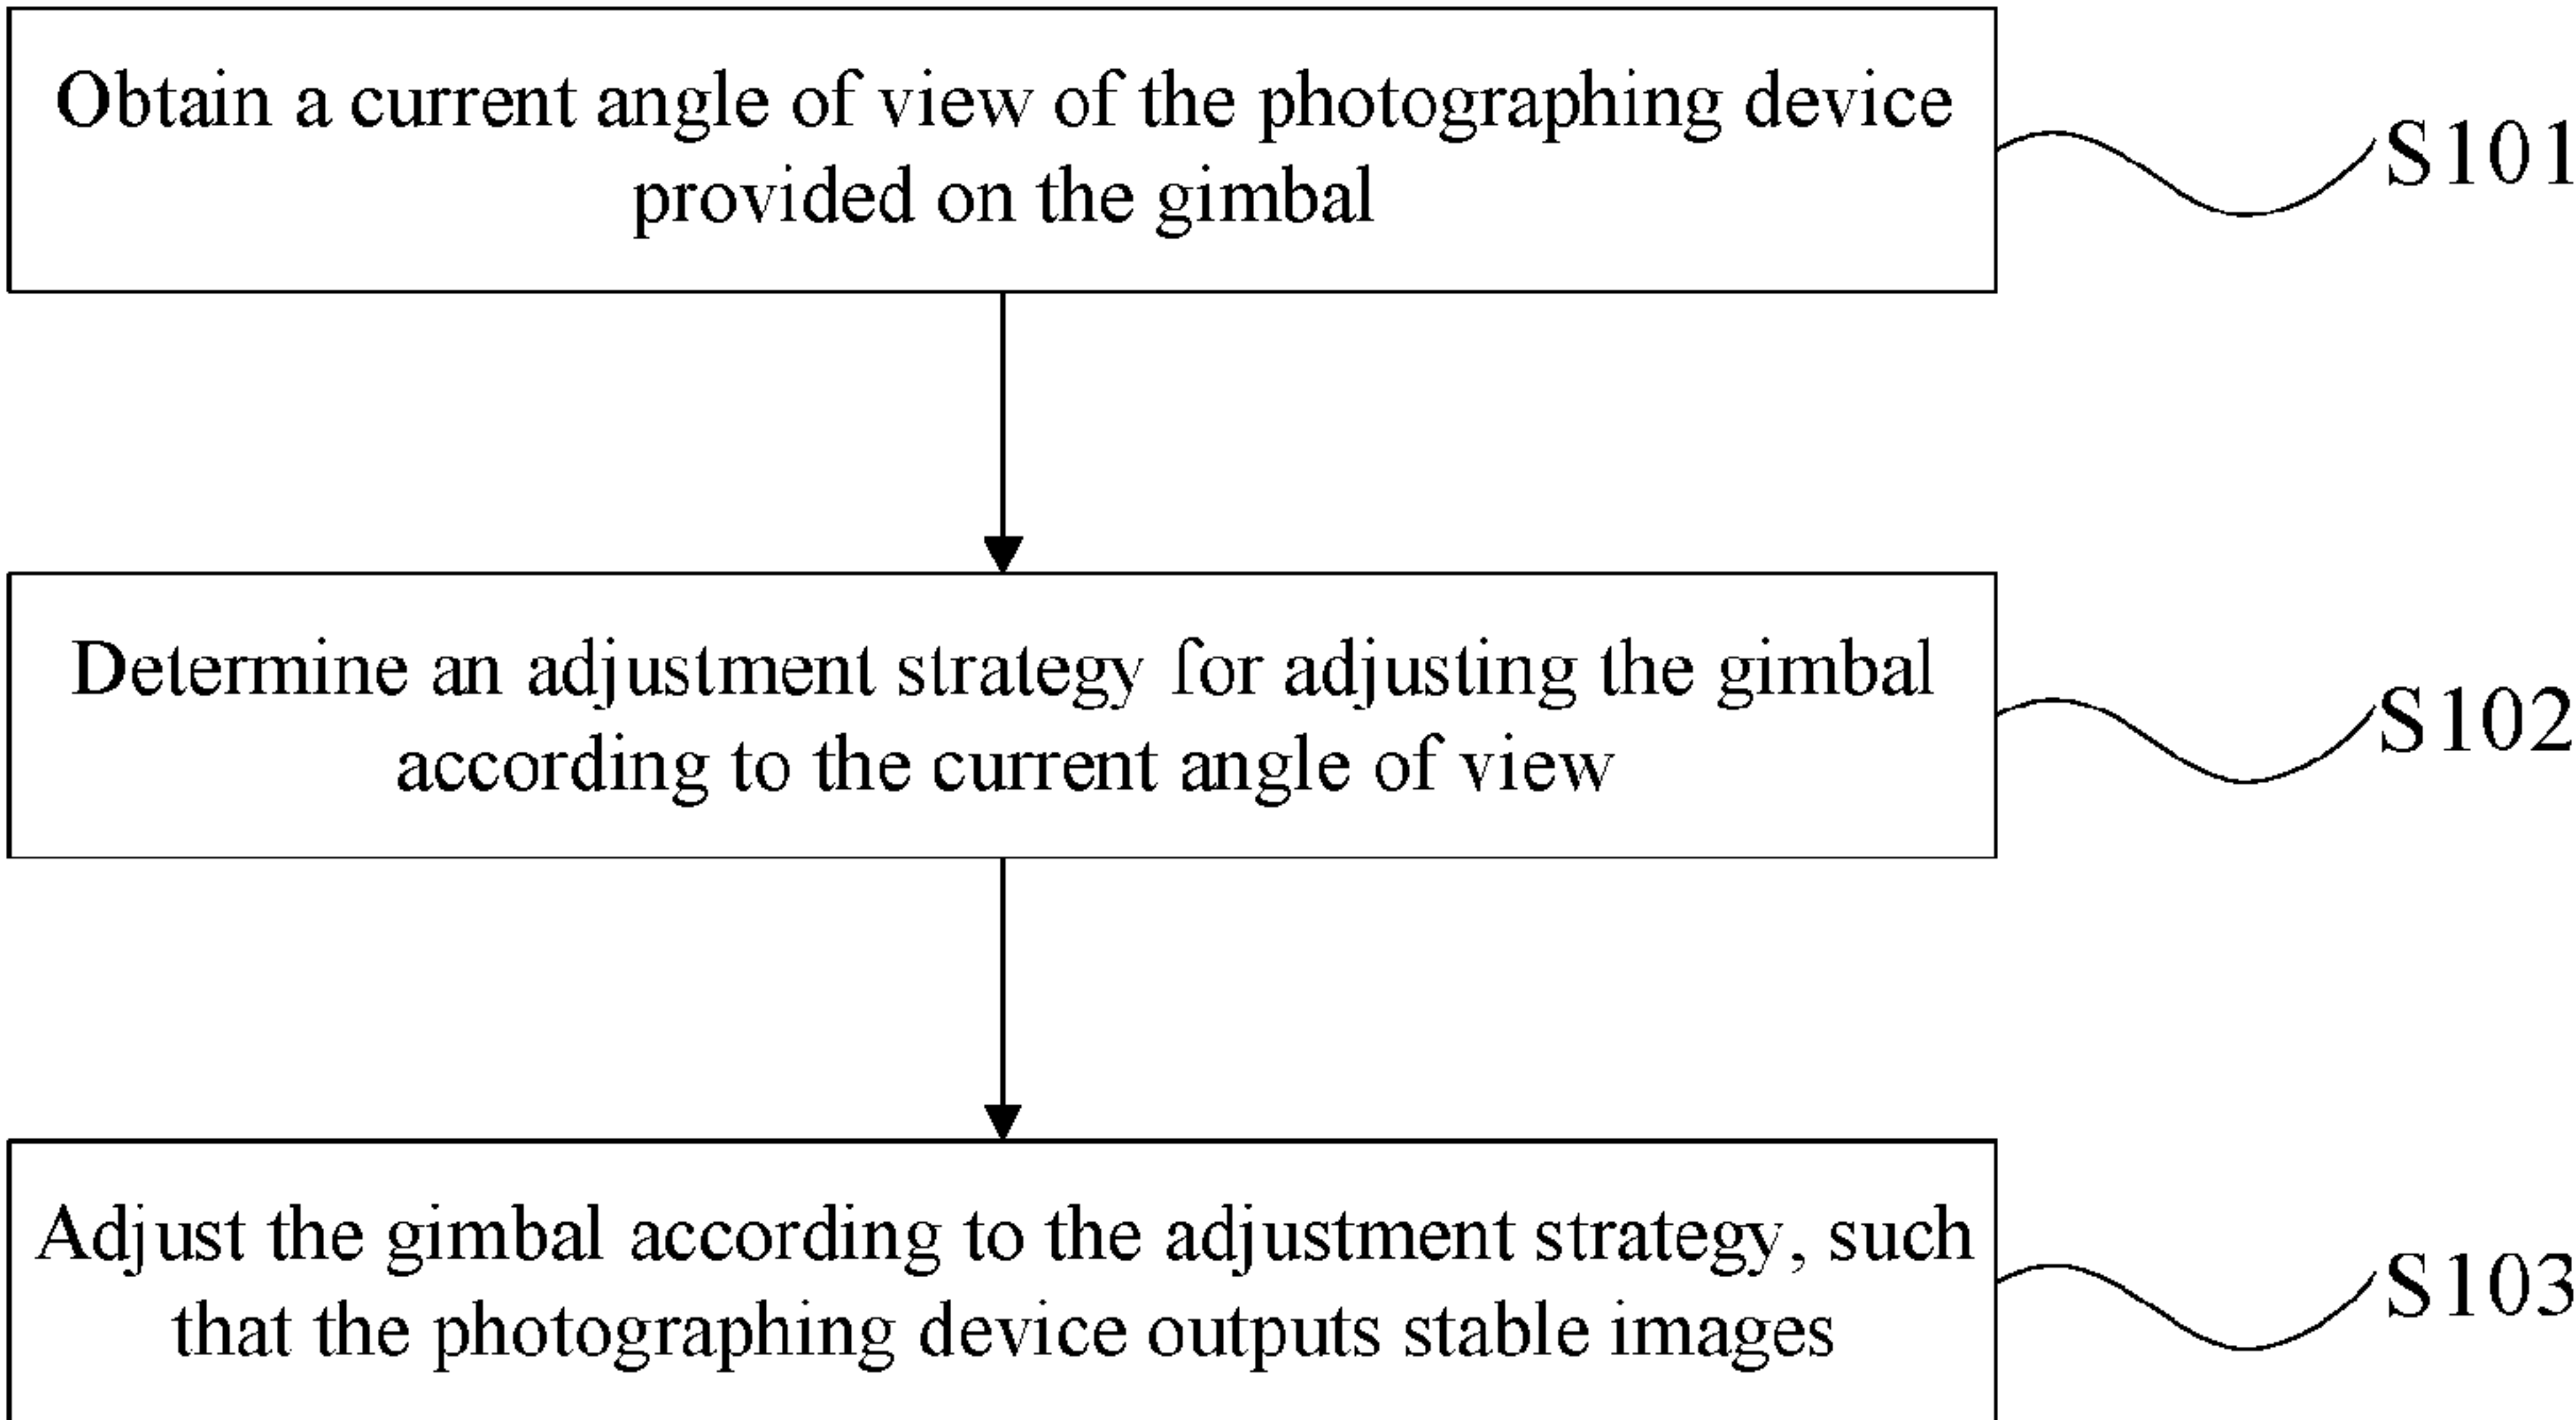 Obtain a current angle of view of the photographing device
provided on the gimbal
S101
Determine an adjustment strategy for adjusting the gimbal
according to the current angle of view
S102
Adjust the gimbal according to the adjustment strategy, such
that the photographing device outputs stable images
S103